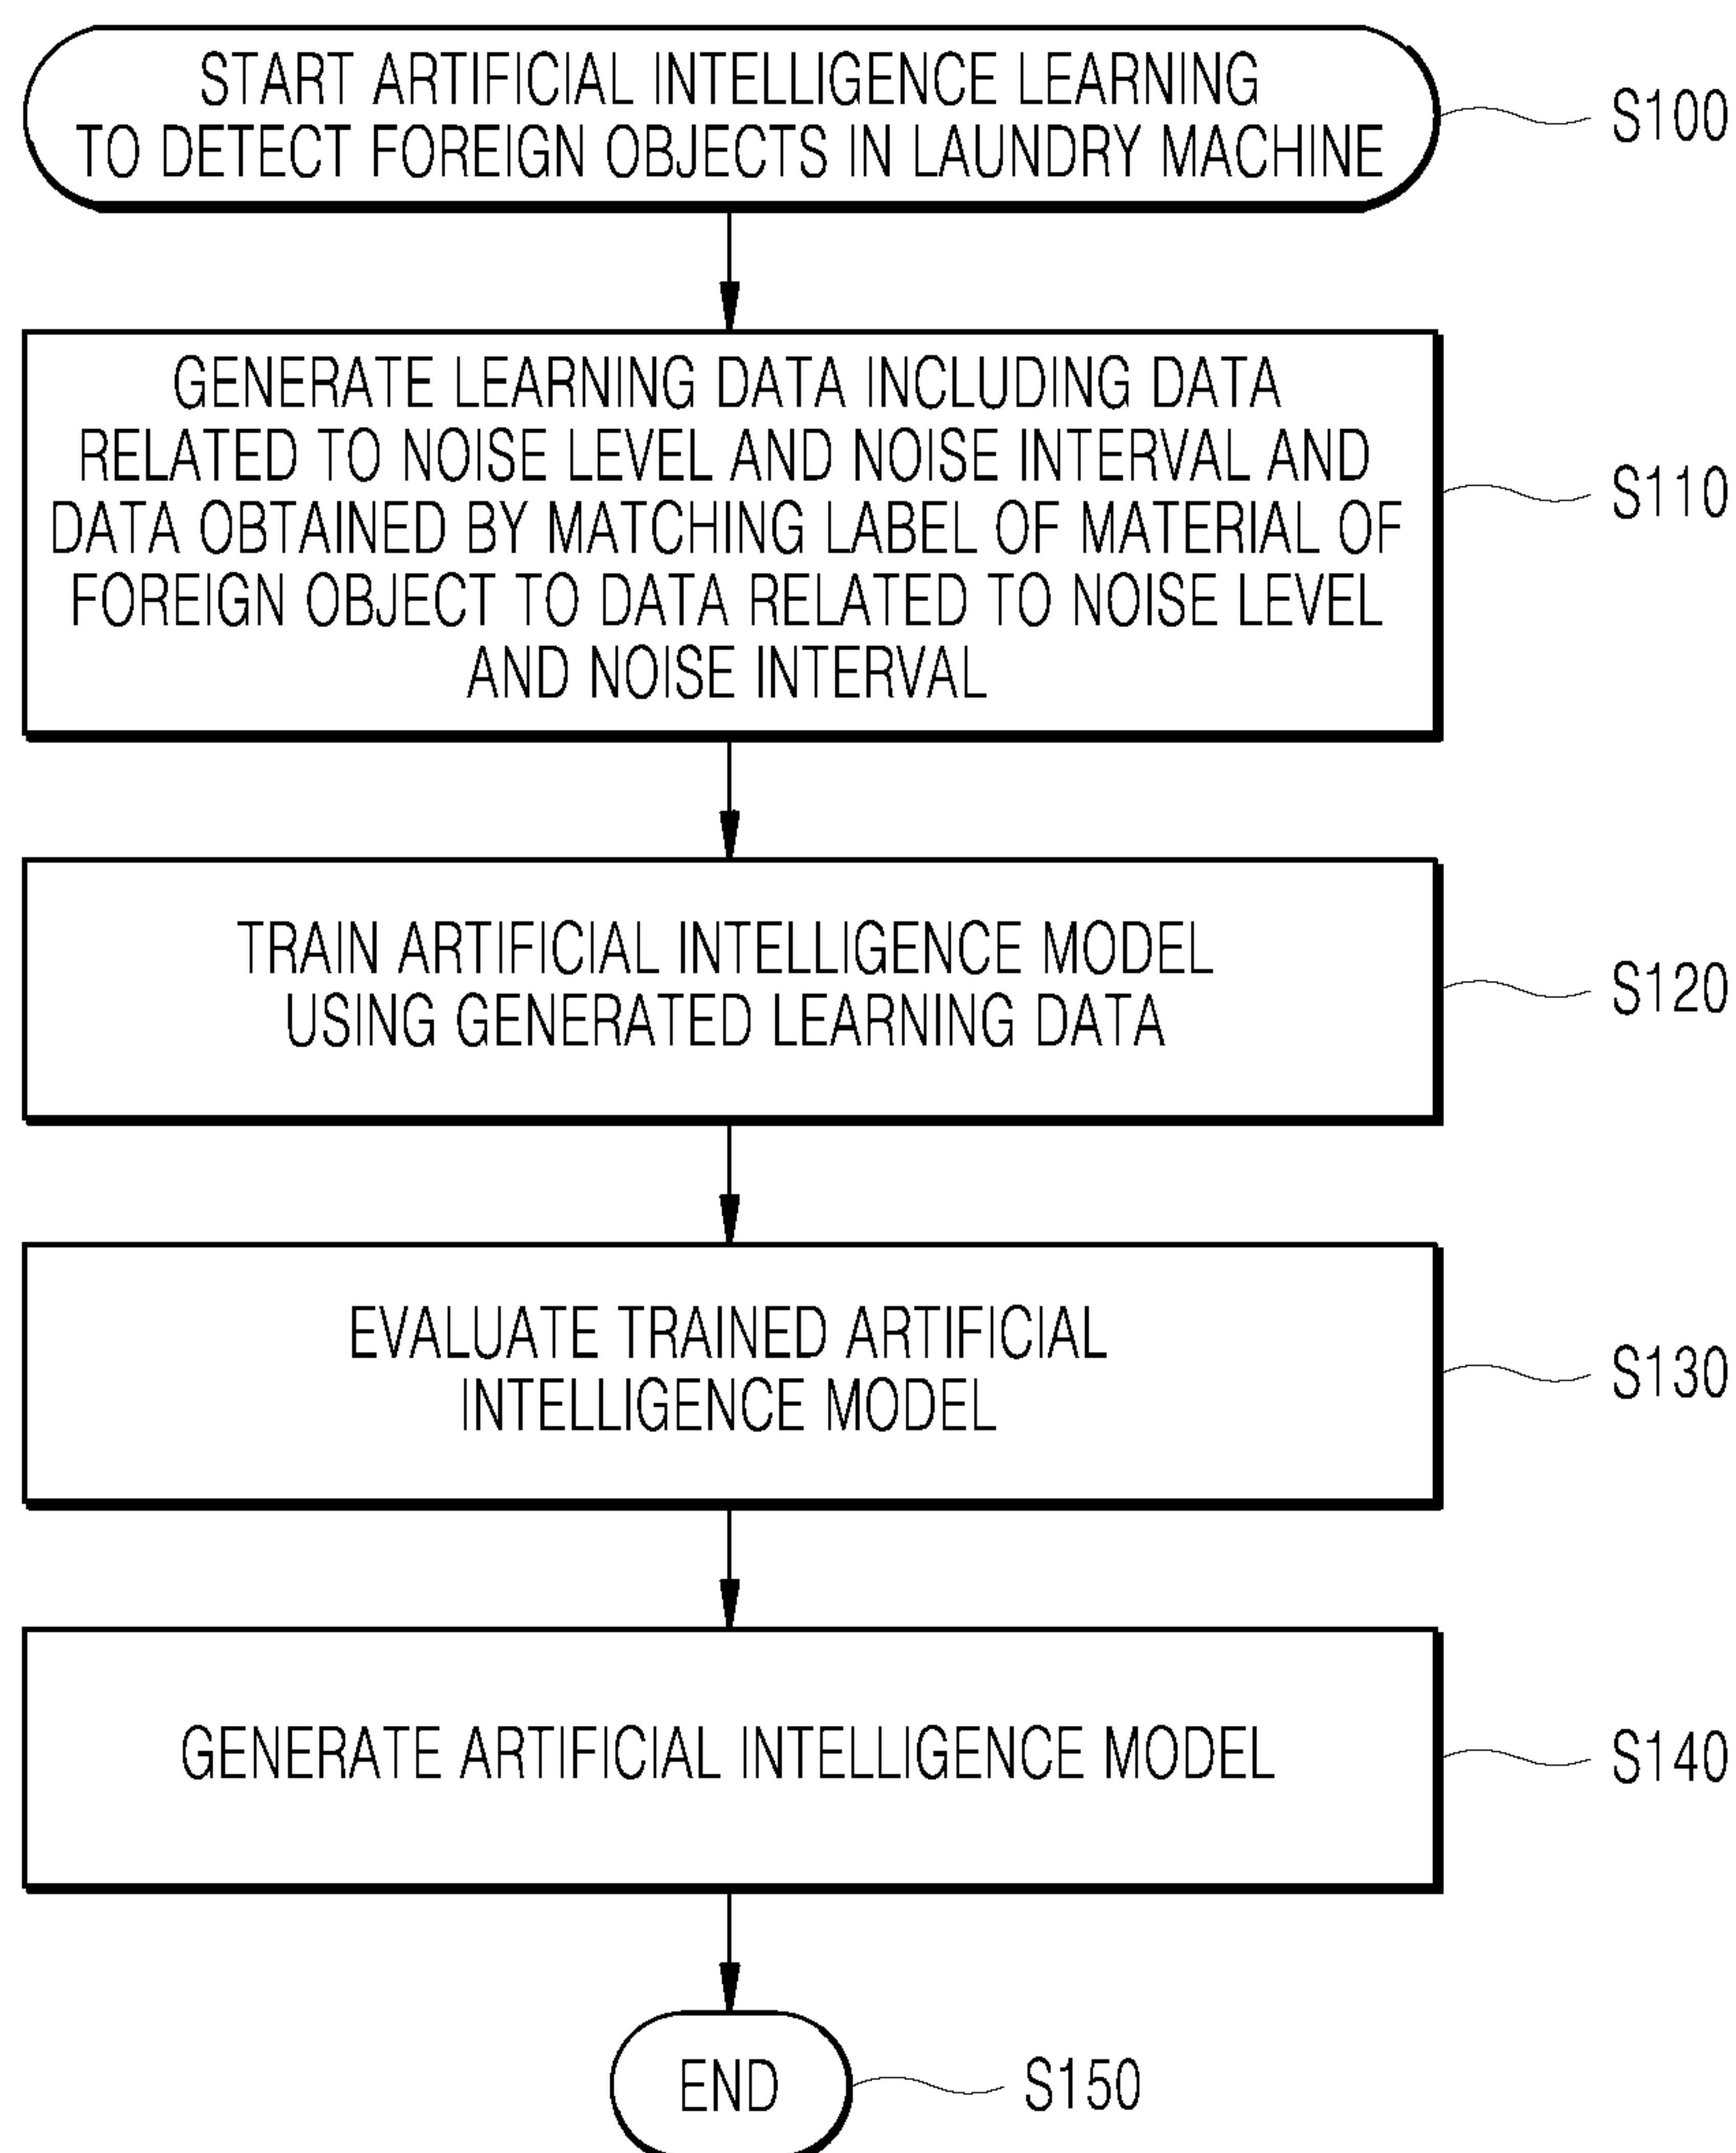 START ARTIFICIAL INTELLIGENCE LEARNING
TO DETECT FOREIGN OBJECTS IN LAUNDRY MACHINE
S100
GENERATE LEARNING DATA INCLUDING DATA
RELATED TO NOISE LEVEL AND NOISE INTERVAL AND
DATA OBTAINED BY MATCHING LABEL OF MATERIAL OF
FOREIGN OBJECT TO DATA RELATED TO NOISE LEVEL
AND NOISE INTERVAL
S110
TRAIN ARTIFICIAL INTELLIGENCE MODEL
USING GENERATED LEARNING DATA
S120
EVALUATE TRAINED ARTIFICIAL
INTELLIGENCE MODEL
S130
GENERATE ARTIFICIAL INTELLIGENCE MODEL
S140
END
S150